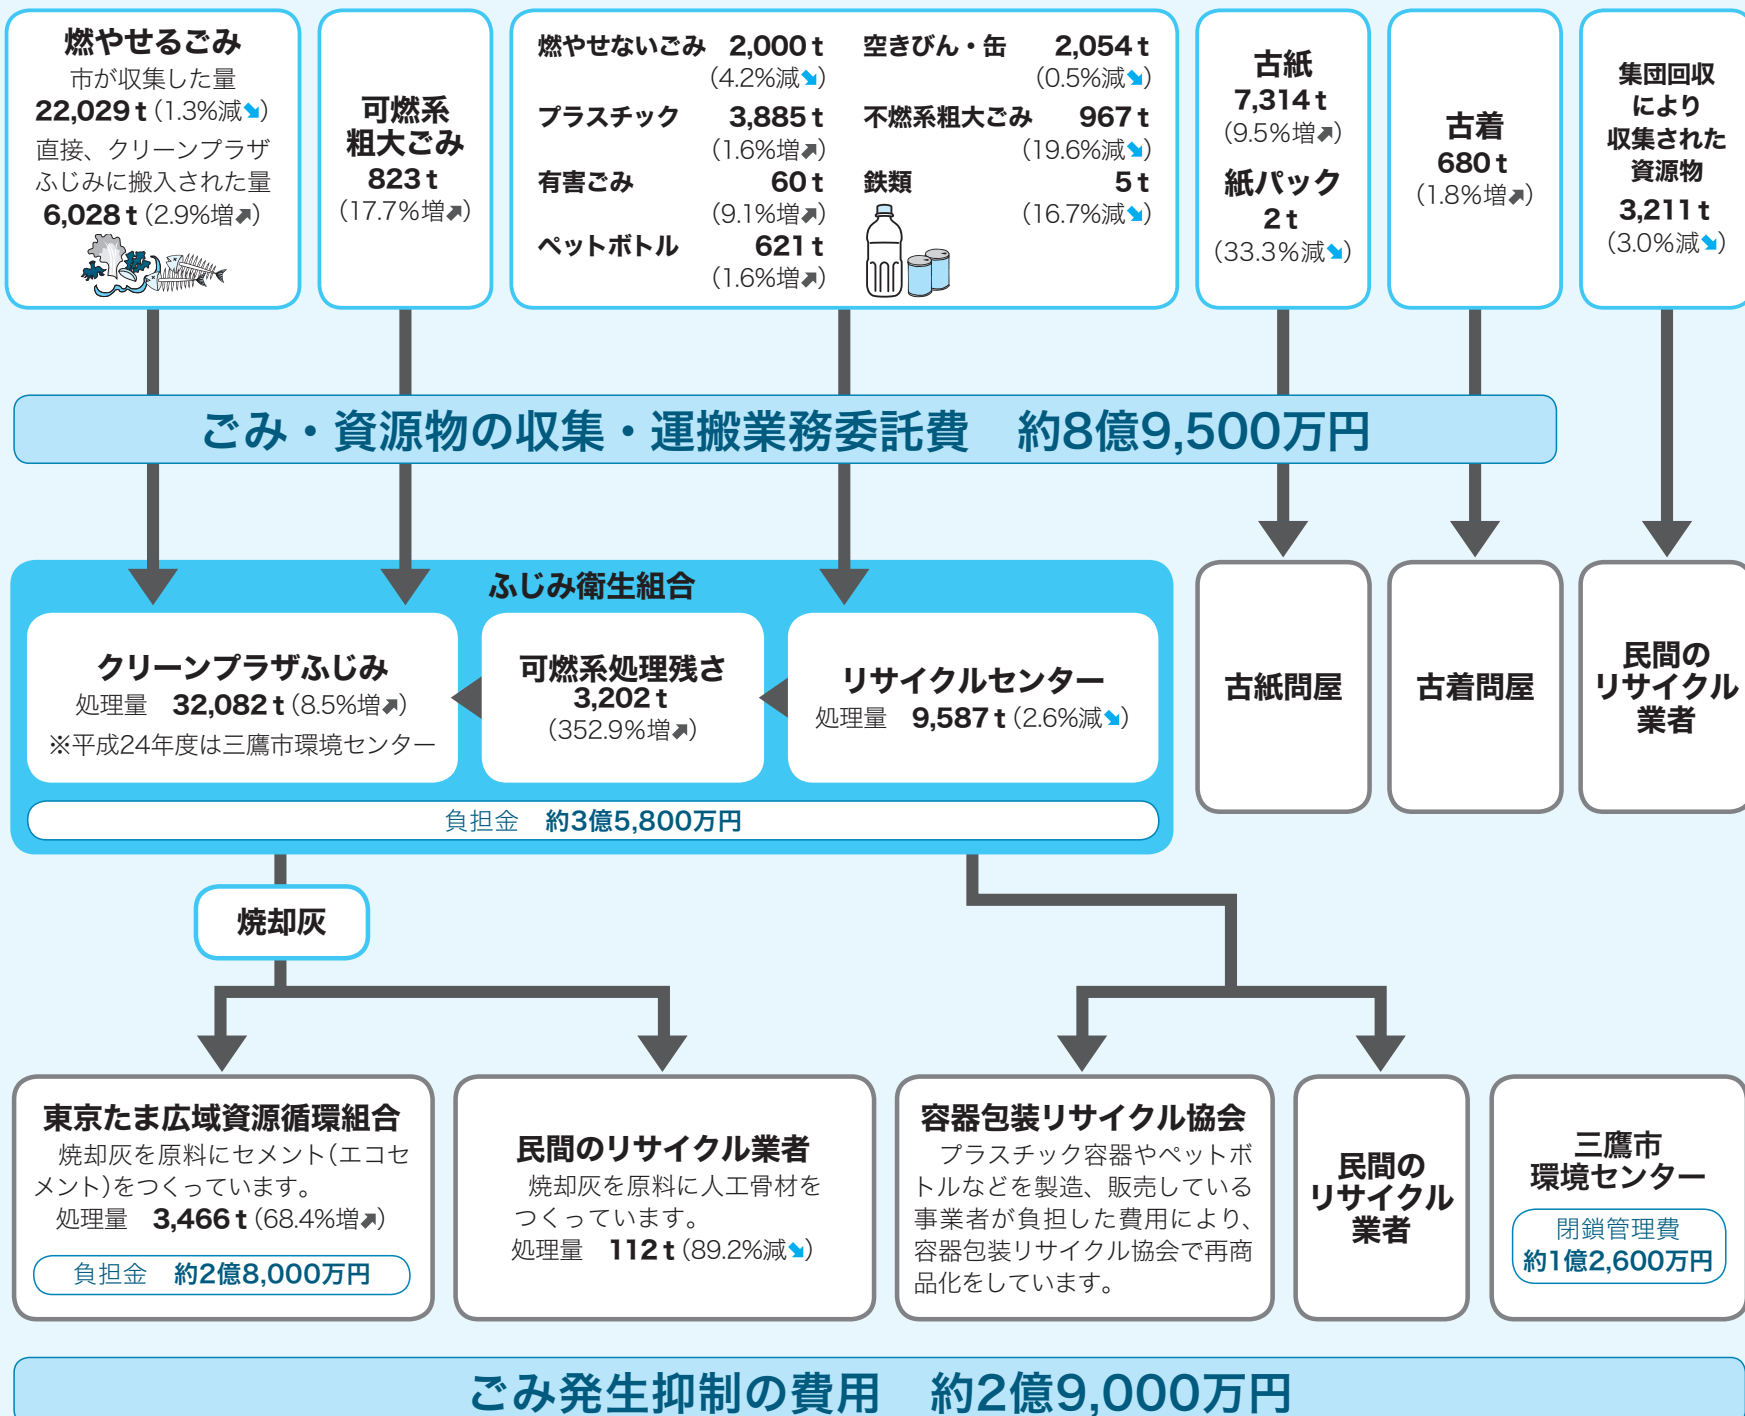 燃やせるごみ
市が収集した量
22,029 t (1.3%減)
直接、クリーンプラザ
ふじみに搬入された量
6,028 t (2.9%増)
可燃系
粗大ごみ
823 t
(17.7%増)
燃やせないごみ 2,000 t
(4.2%減)
プラスチック 3,885 t
(1.6%増)
有害ごみ 60 t
(9.1%増)
ペットボトル 621 t
(1.6%増)
空きびん・缶 2,054 t
(0.5%減)
不燃系粗大ごみ 967 t
(19.6%減)
鉄類 5 t
(16.7%減)
古紙
7,314 t
(9.5%増)
紙パック
2 t
(33.3%減)
古着
680 t
(1.8%増)
集団回収
により
収集された
資源物
3,211 t
(3.0%減)
ごみ・資源物の収集・運搬業務委託費 約8億9,500万円
ふじみ衛生組合
クリーンプラザふじみ
処理量 32,082 t (8.5%増)
※平成24年度は三鷹市環境センター
可燃系処理残さ
3,202 t
(352.9%増)
リサイクルセンター
処理量 9,587 t (2.6%減)
負担金 約3億5,800万円
古紙問屋
古着問屋
民間の
リサイクル
業者
焼却灰
東京たま広域資源循環組合
焼却灰を原料にセメント(エコセ
メント)をつくっています。
処理量 3,466 t (68.4%増)
負担金 約2億8,000万円
民間のリサイクル業者
焼却灰を原料に人工骨材を
つくっています。
処理量 112 t (89.2%減)
容器包装リサイクル協会
プラスチック容器やペットボ
トルなどを製造、販売している
事業者が負担した費用により、
容器包装リサイクル協会で再商
品化をしています。
民間の
リサイクル
業者
三鷹市
環境センター
閉鎖管理費
約1億2,600万円
ごみ発生抑制の費用 約2億9,000万円